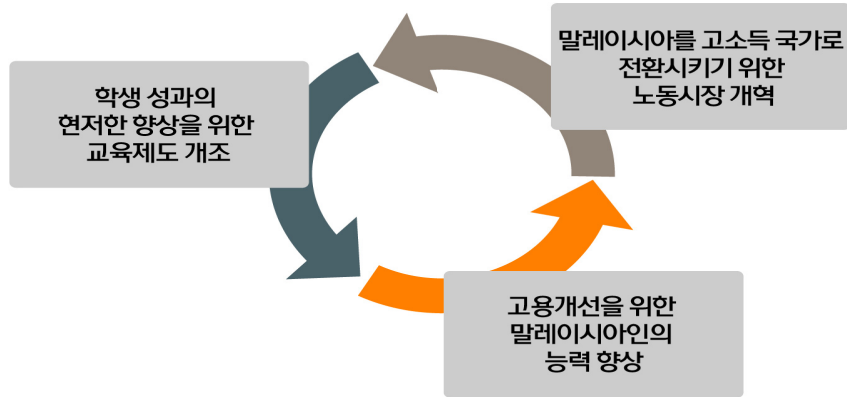 말레이시아를 고소득 국가로
전환시키기 위한
노동시장 개혁
학생 성과의
현저한 향상을 위한
교육제도 개조
고용개선을 위한
말레이시아인의
능력 향상